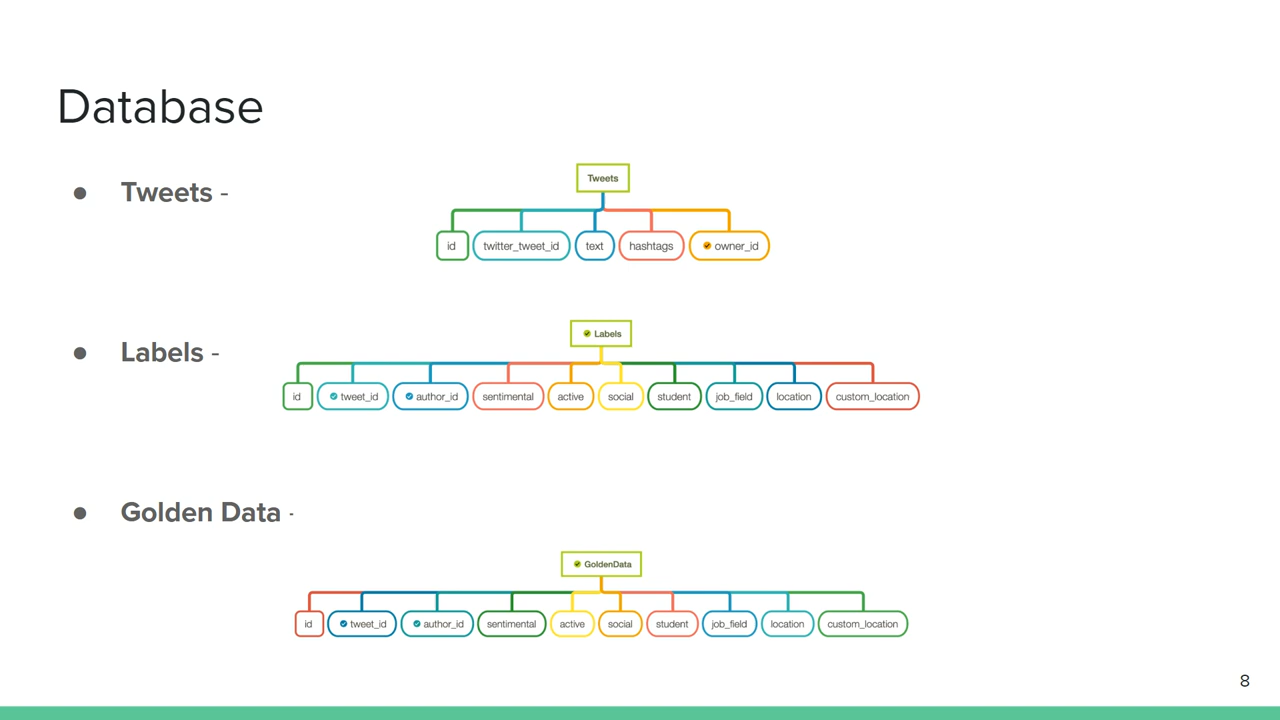 Database
● Tweets -
Tweets
id twitter_tweet_id text hashtags owner_id
● Labels -
Labels
id tweet_id author_id sentimental active social student job_field location custom_location
● Golden Data -
GoldenData
id tweet_id author_id sentimental active social student job_field location custom_location
8